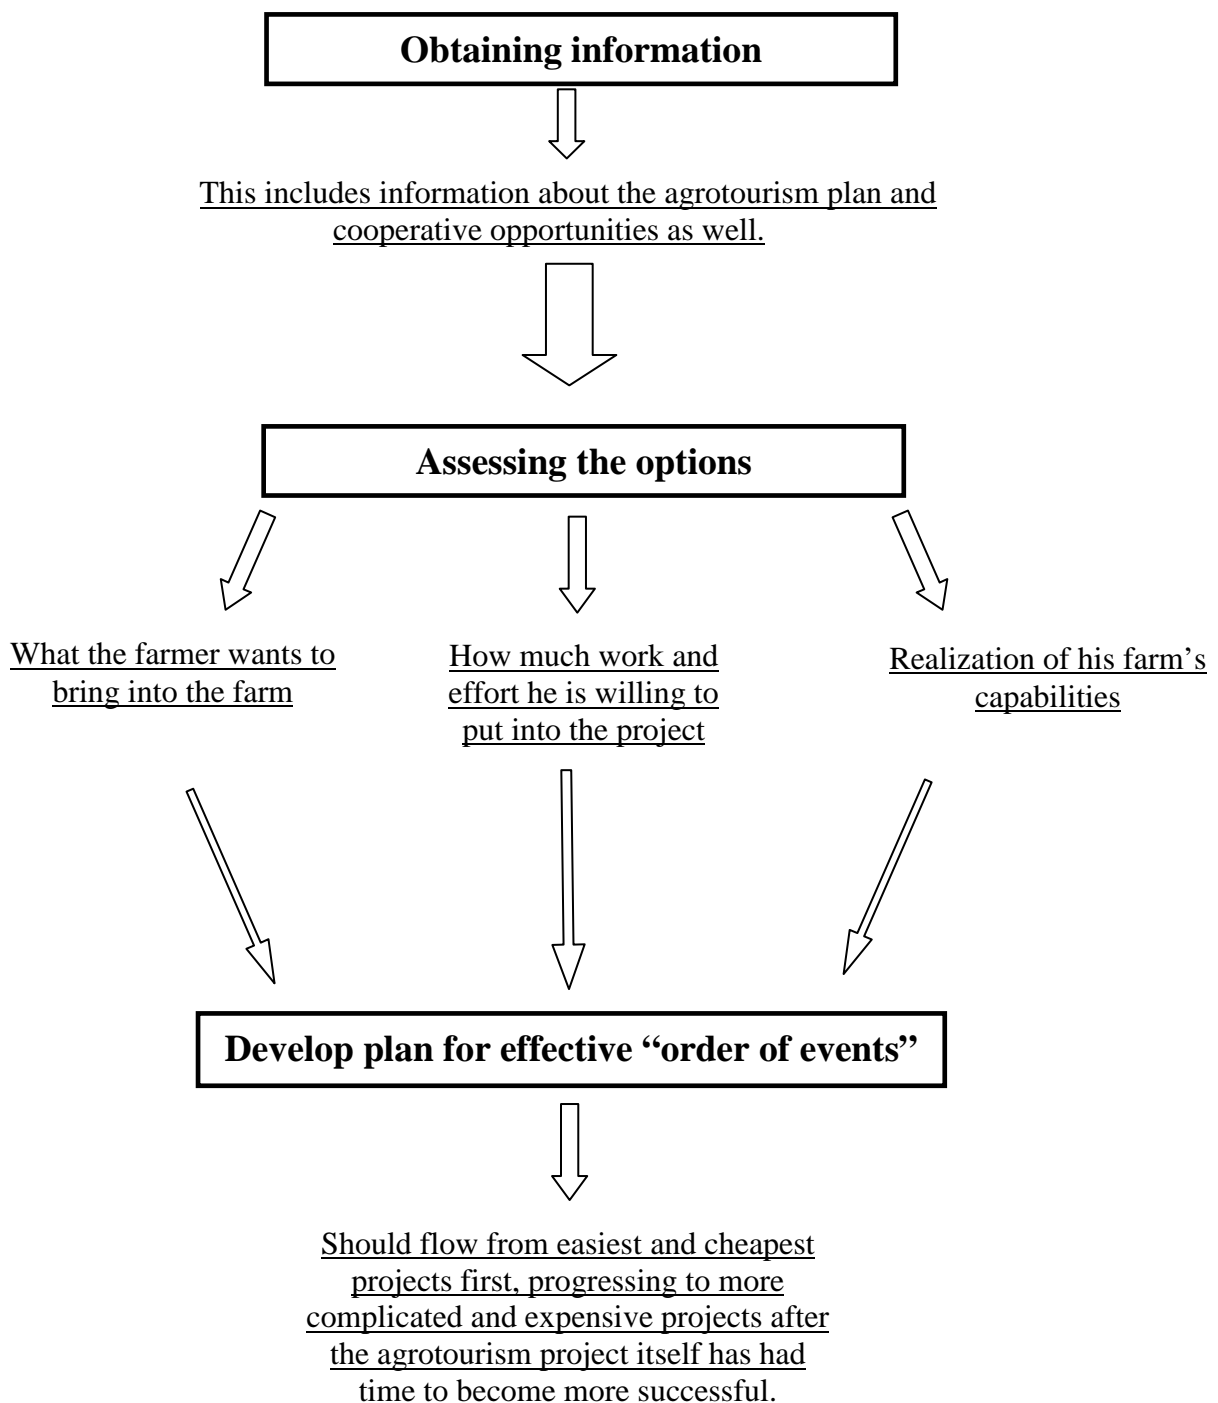 Obtaining information
This includes information about the agrotourism plan and
cooperative opportunities as well.
Assessing the options
What the farmer wants to
bring into the farm
How much work and
effort he is willing to
put into the project
Realization of his farm’s
capabilities
Develop plan for effective “order of events”
Should flow from easiest and cheapest
projects first, progressing to more
complicated and expensive projects after
the agrotourism project itself has had
time to become more successful.